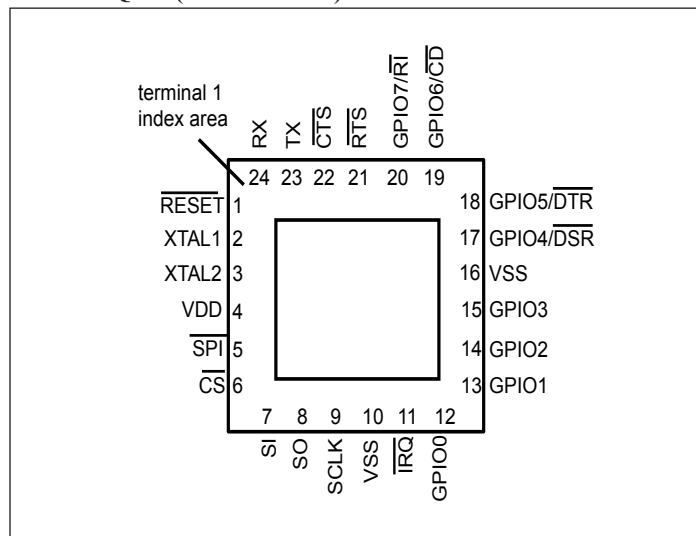 terminal 1
index area
RX
TX
CTS
RTS
GPIO7/RI
GPIO6/CD
24 23 22 21 20 19
RESET 1
XTAL1 2
XTAL2 3
VDD 4
SPI 5
CS 6
18 GPIO5/DTR
17 GPIO4/DSR
16 VSS
15 GPIO3
14 GPIO2
13 GPIO1
7 8 9 10 11 12
SI
SO
SCLK
VSS
IRQ
GPIO0